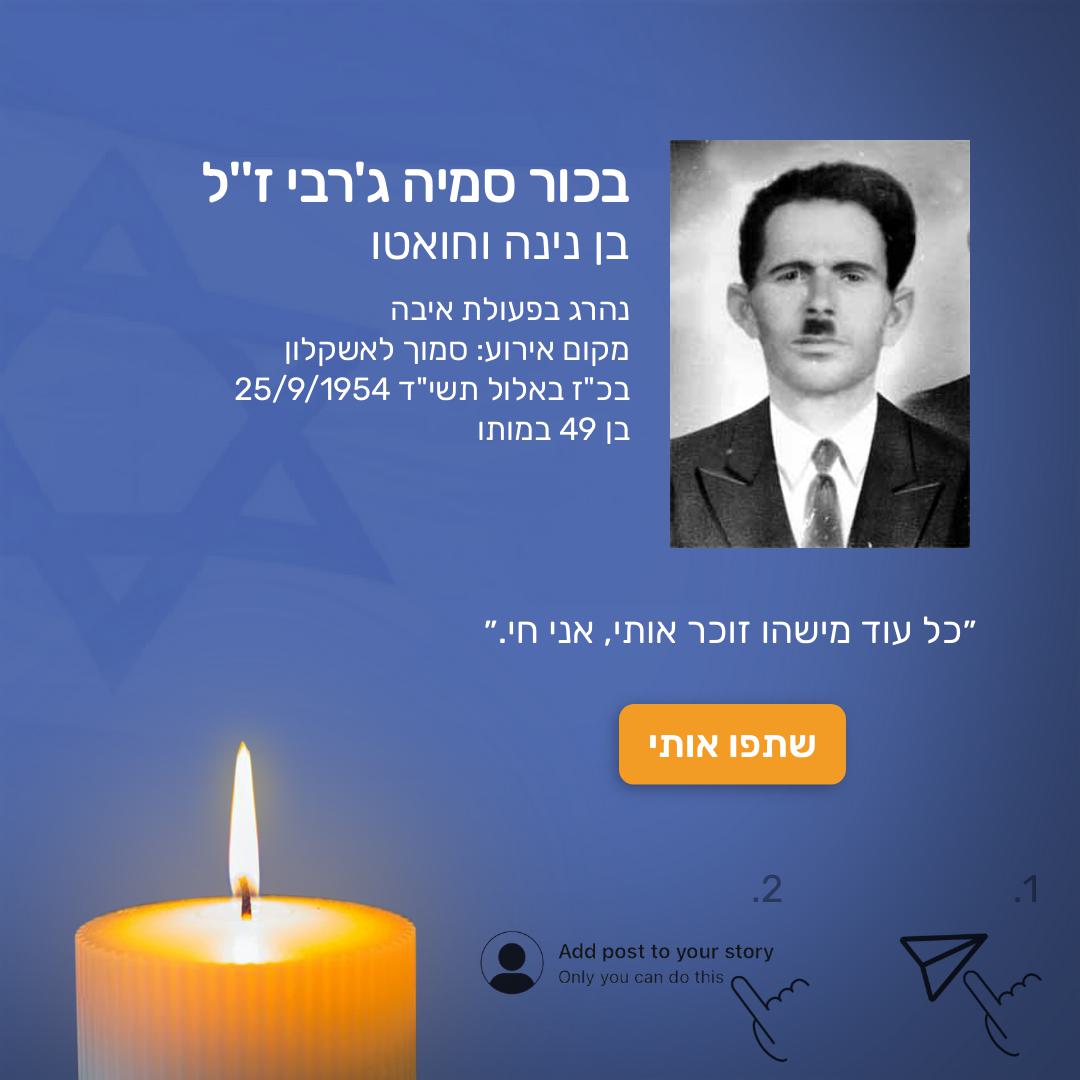 בכור סמיה ג'רבי ז"ל
בן נינה וחואטו
נהרג בפעולת איבה
מקום אירוע: סמוך לאשקלון
בכ"ז באלול תשי"ד 25/9/1954
בן 49 במותו
״כל עוד מישהו זוכר אותי, אני חי.״
שתפו אותי
.1
.2
Add post to your story
Only you can do this